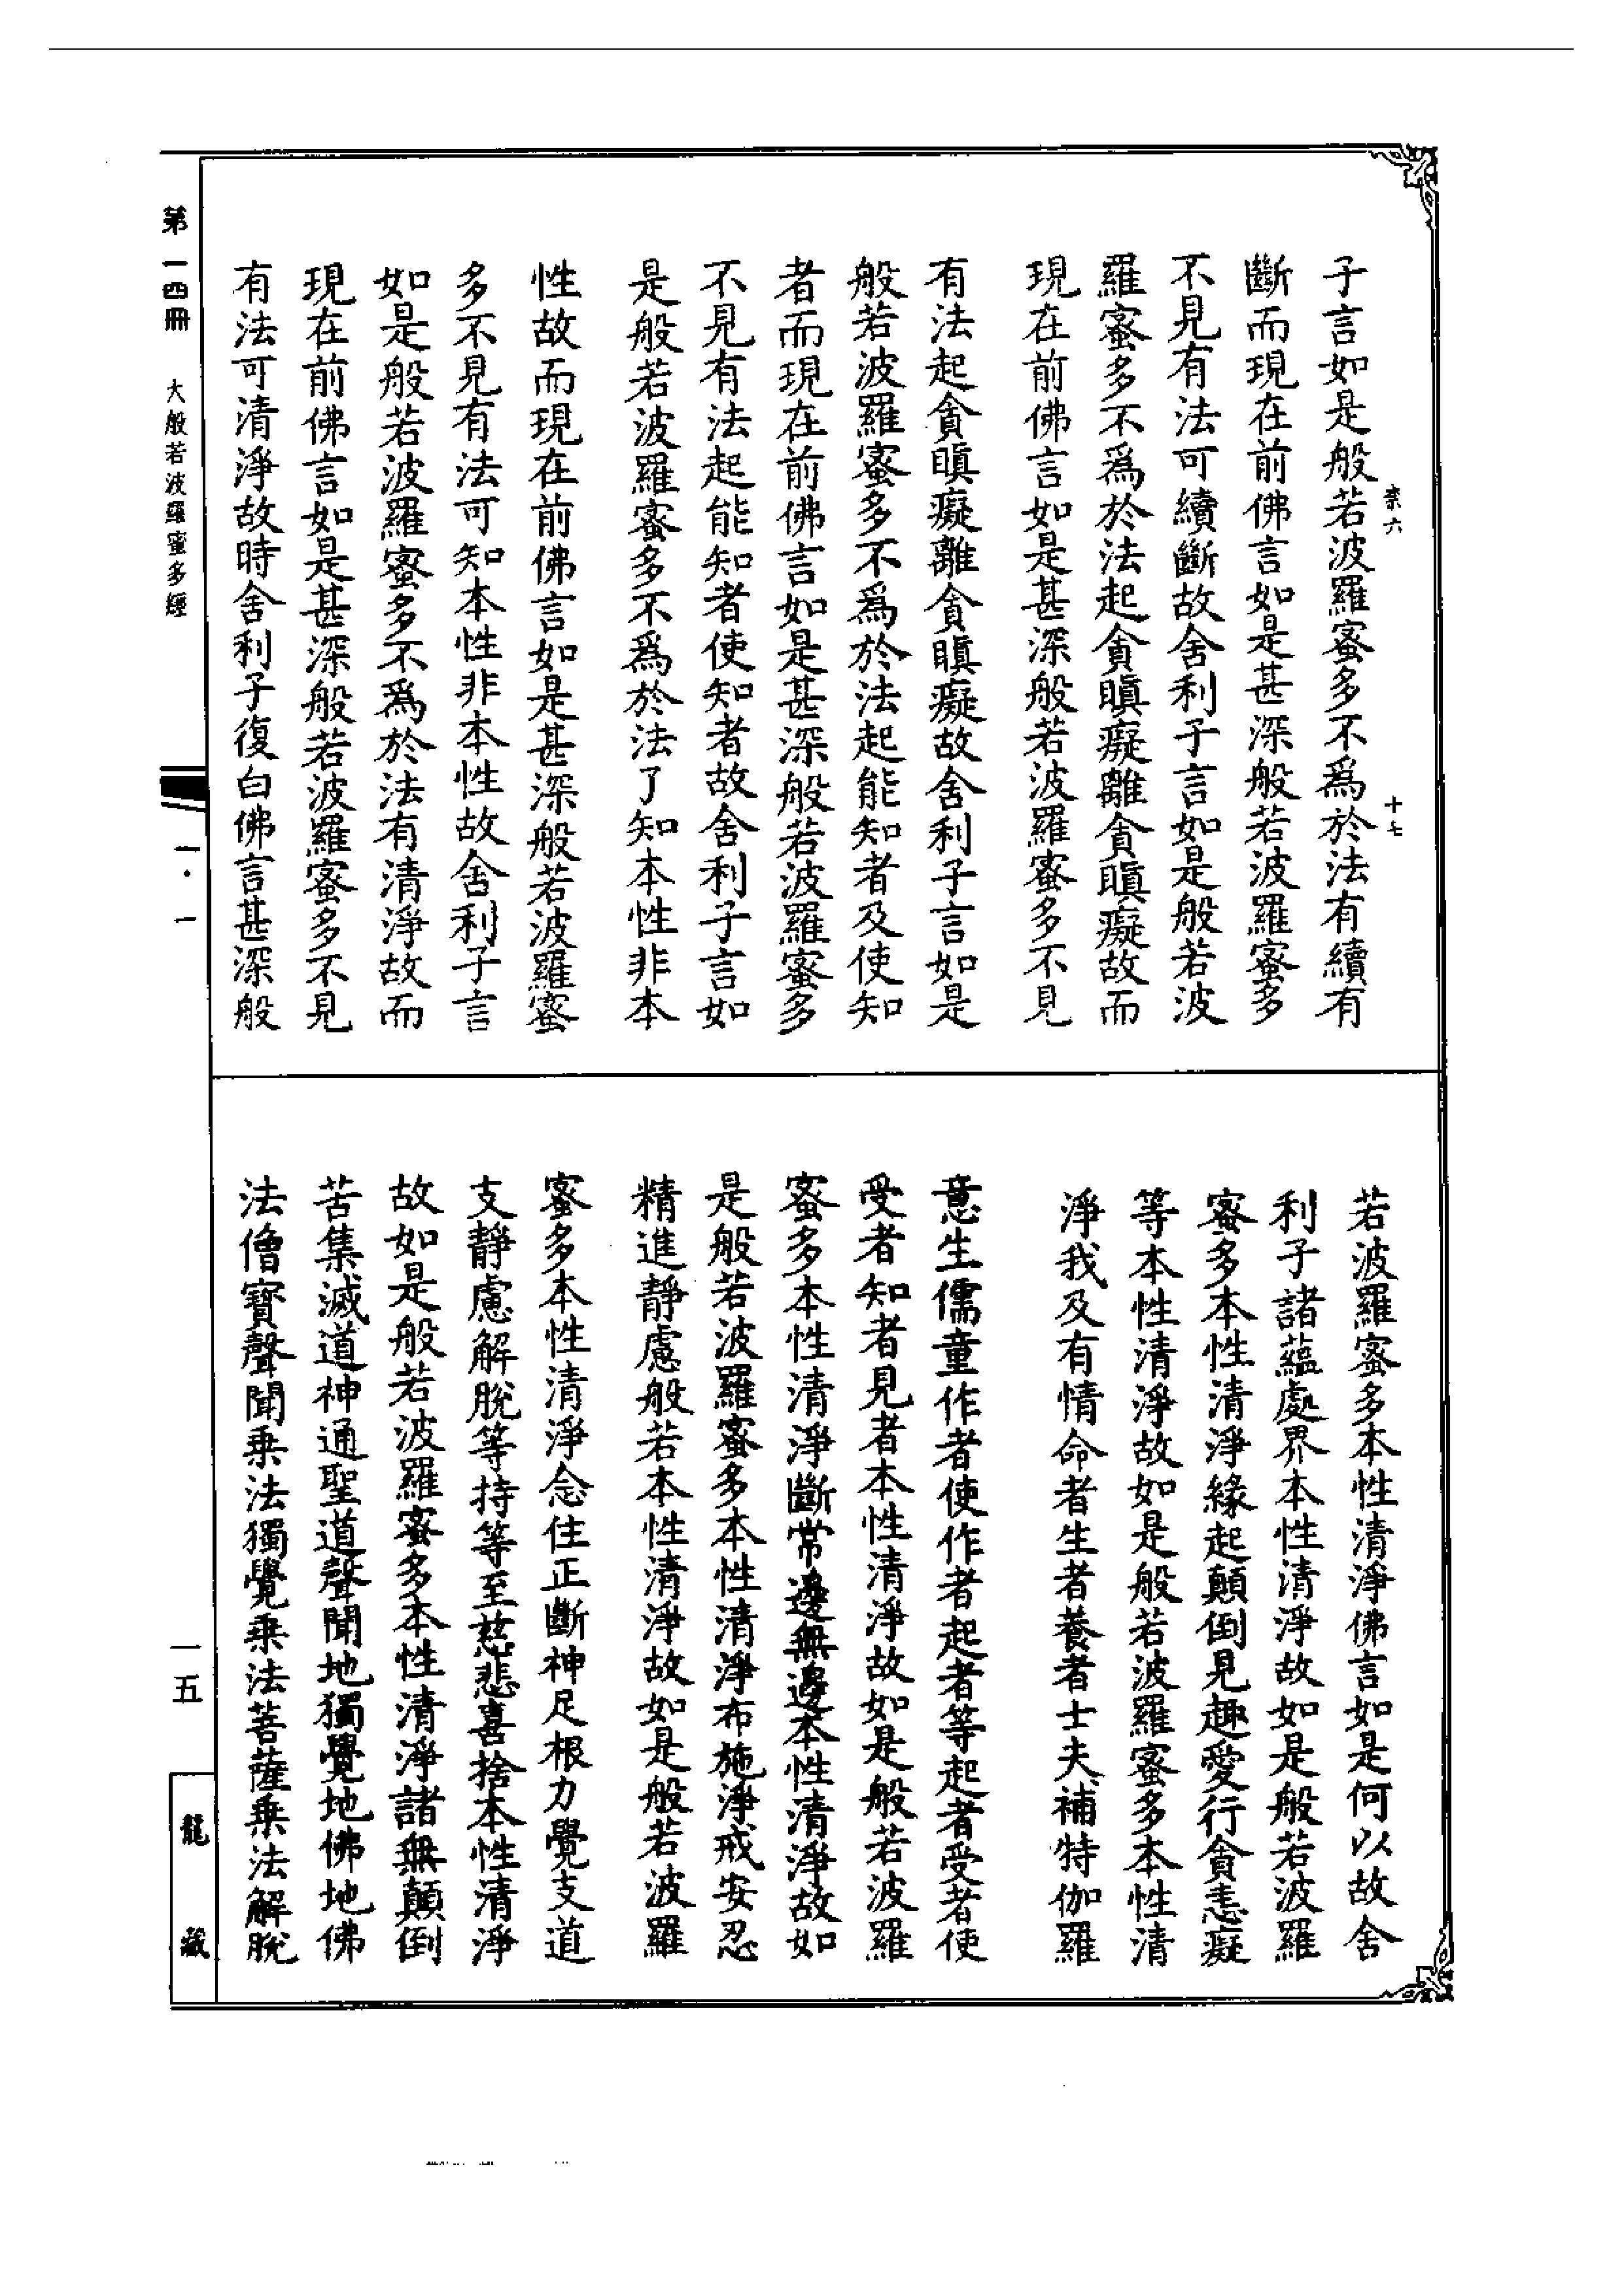 子言如是般若波羅蜜多不爲於法有續有
斷而現在前佛言如是甚深般若波羅蜜多
不見有法可續斷故舍利子言如是般若波
羅蜜多不爲於法起貪瞋癡離貪瞋癡故而
現在前佛言如是甚深般若波羅蜜多不見
有法起貪瞋癡離貪瞋癡故舍利子言如是
般若波羅蜜多不爲於法起能知者及使知
者而現在前佛言如是甚深般若波羅蜜多
不見有法起能知者使知者故舍利子言如
是般若波羅蜜多不爲於法了知本性非本
性故而現在前佛言如是甚深般若波羅蜜
多不見有法可知本性非本性故舍利子言
如是般若波羅蜜多不爲於法有清淨故而
現在前佛言如是甚深般若波羅蜜多不見
有法可清淨故時舍利子復白佛言甚深般
若波羅蜜多本性清淨佛言如是何以故舍
利子諸蘊處界本性清淨故如是般若波羅
蜜多本性清淨緣起顛倒見趣愛行貪恚癡
等本性清淨故如是般若波羅蜜多本性清
淨我及有情命者生者養者士夫補特伽羅
意生儒童作者使作者起者等起者受者使
受者知者見者本性清淨故如是般若波羅
蜜多本性清淨斷常邊無邊本性清淨故如
是般若波羅蜜多本性清淨布施淨戒安忍
精進靜慮般若本性清淨故如是般若波羅
蜜多本性清淨念住正斷神足根力覺支道
支靜慮解脫等持等至慈悲喜捨本性清淨
故如是般若波羅蜜多本性清淨諸無顛倒
苦集滅道神通聖道聲聞地獨覺地佛地佛
法僧寶聲聞乘法獨覺乘法菩薩乘法解脫
柰六
十七
第一四冊 大般若波羅蜜多經
一·一
一五
龍藏